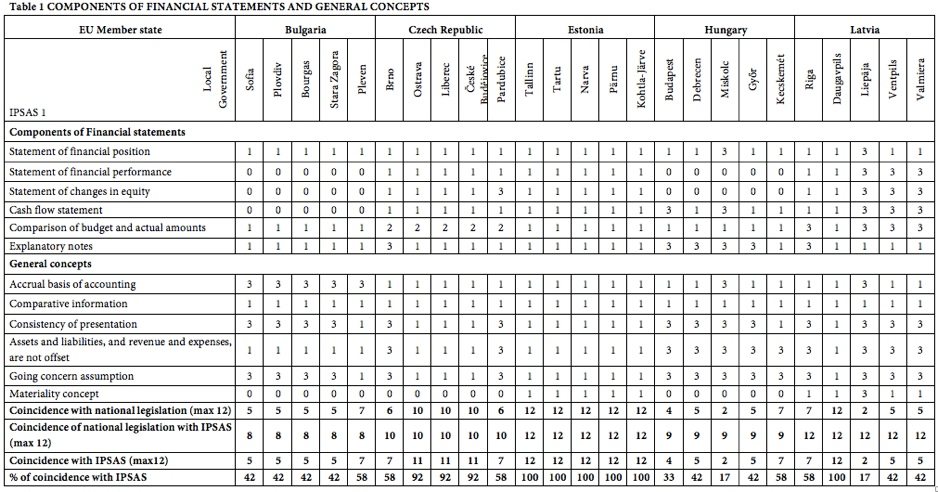 Table 1 COMPONENTS OF FINANCIAL STATEMENTS AND GENERAL CONCEPTS
EU Member state Bulgaria Czech Republic Estonia Hungary Latvia
IPSAS 1 Local Government Sofia Plovdiv Bourgas Stara Zagora Pleven Brno Ostrava Liberec České Budějovice Pardubice Tallinn Tartu Narva Pärnu Kohtla-Järve Budapest Debrecen Miskolc Győr Kecskemét Riga Daugavpils Liepāja Ventpils Valmiera
Components of Financial statements
Statement of financial position 1 1 1 1 1 1 1 1 1 1 1 1 1 1 1 1 1 3 1 1 1 1 3 1 1
Statement of financial performance 0 0 0 0 0 1 1 1 1 1 1 1 1 1 1 0 0 0 0 0 1 1 3 3 3
Statement of changes in equity 0 0 0 0 0 1 1 1 1 3 1 1 1 1 1 0 0 0 0 0 1 1 3 3 3
Cash flow statement 0 0 0 0 0 1 1 1 1 1 1 1 1 1 1 3 1 3 1 1 1 1 3 3 3
Comparison of budget and actual amounts 1 1 1 1 1 2 2 2 2 2 1 1 1 1 1 1 1 1 1 1 3 1 3 3 3
Explanatory notes 1 1 1 1 1 3 1 1 1 1 1 1 1 1 1 3 3 3 3 1 3 1 1 1 1
General concepts
Accrual basis of accounting 3 3 3 3 3 1 1 1 1 1 1 1 1 1 1 1 1 3 1 1 1 1 3 1 1
Comparative information 1 1 1 1 1 1 1 1 1 1 1 1 1 1 1 1 1 1 1 1 1 1 1 1 1
Consistency of presentation 3 3 3 3 1 3 1 1 1 3 1 1 1 1 1 3 3 3 3 1 3 1 3 3 3
Assets and liabilities, and revenue and expenses,
are not offset 1 1 1 1 1 3 1 1 1 3 1 1 1 1 1 3 3 3 3 3 3 1 3 3 3
Going concern assumption 3 3 3 3 1 3 1 1 1 3 1 1 1 1 1 3 3 3 3 1 3 1 3 3 3
Materiality concept 0 0 0 0 0 0 0 0 0 0 1 1 1 1 1 0 0 0 0 0 1 1 3 1 1
Coincidence with national legislation (max 12) 5 5 5 5 7 6 10 10 10 6 12 12 12 12 12 4 5 2 5 7 7 12 2 5 5
Coincidence of national legislation with IPSAS
(max 12) 8 8 8 8 8 10 10 10 10 10 12 12 12 12 12 9 9 9 9 9 12 12 12 12 12
Coincidence with IPSAS (max12) 5 5 5 5 7 7 11 11 11 7 12 12 12 12 12 4 5 2 5 7 7 12 2 5 5
% of coincidence with IPSAS 42 42 42 42 58 58 92 92 92 58 100 100 100 100 100 33 42 17 42 58 58 100 17 42 42